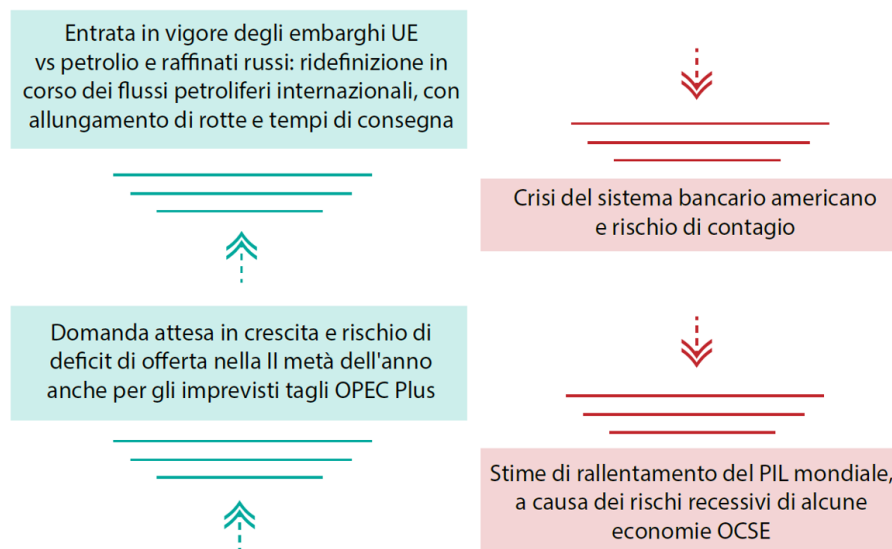 Entrata in vigore degli embarghi UE
vs petrolio e raffinati russi: ridefinizione in
corso dei flussi petroliferi internazionali, con
allungamento di rotte e tempi di consegna
Domanda attesa in crescita e rischio di
deficit di offerta nella II metà dell'anno
anche per gli imprevisti tagli OPEC Plus
Crisi del sistema bancario americano
e rischio di contagio
Stime di rallentamento del PIL mondiale,
a causa dei rischi recessivi di alcune
economie OCSE